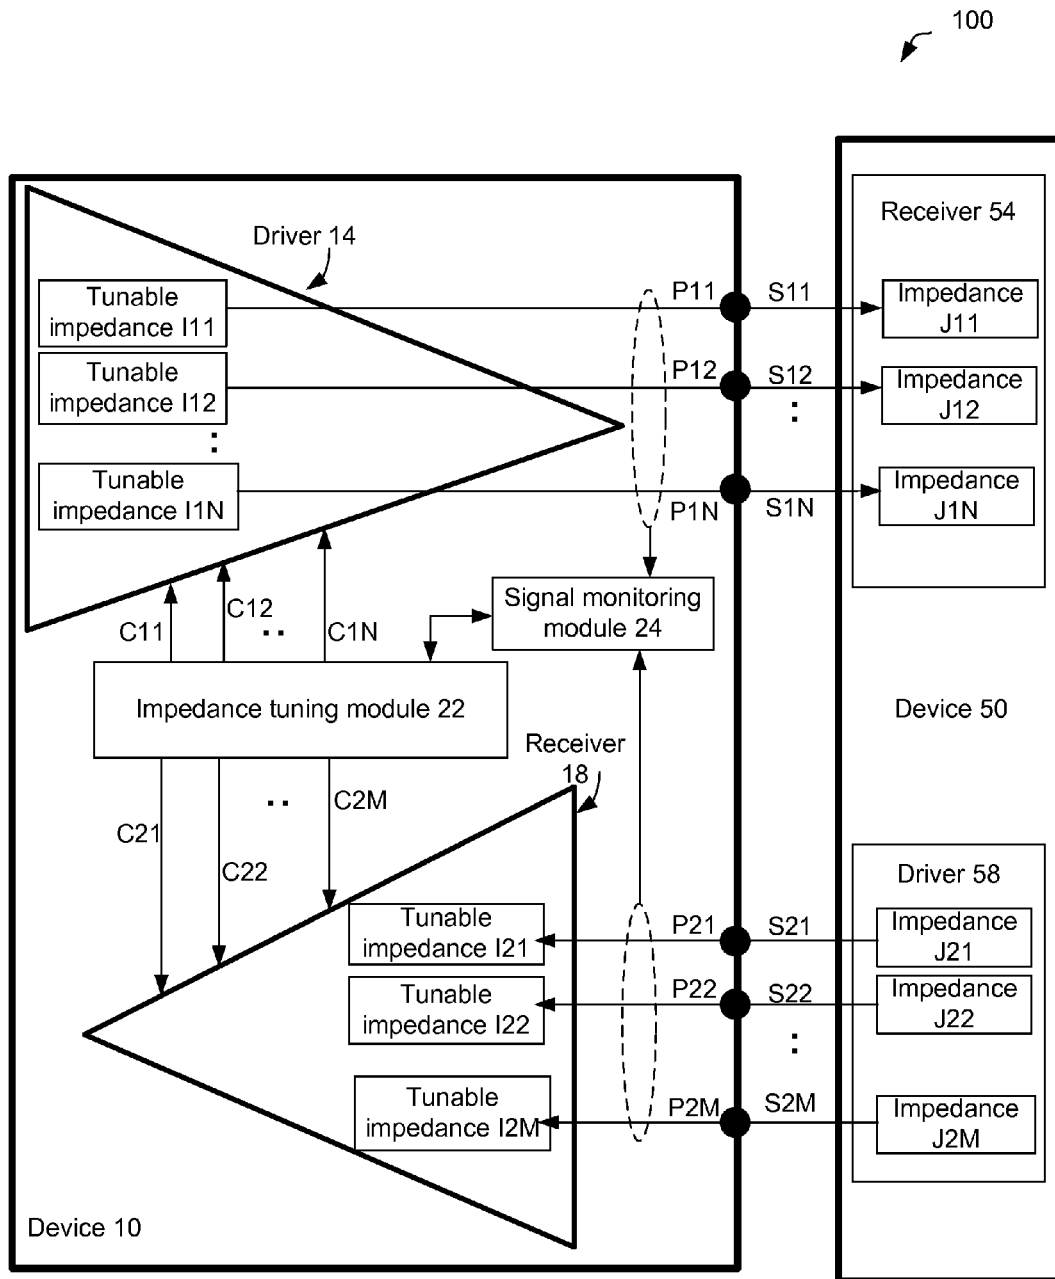 100
Receiver 54
Driver 14
Tunable
impedance I11
P11
S11
Impedance
J11
Tunable
impedance I12
P12
S12
Impedance
J12
:
:
Tunable
impedance I1N
P1N
S1N
Impedance
J1N
C11
C12
..
C1N
Signal monitoring
module 24
Impedance tuning module 22
Device 50
Receiver
18
C21
C22
..
C2M
Driver 58
Tunable
impedance I21
P21
S21
Impedance
J21
Tunable
impedance I22
P22
S22
Impedance
J22
:
Tunable
impedance I2M
P2M
S2M
Impedance
J2M
Device 10